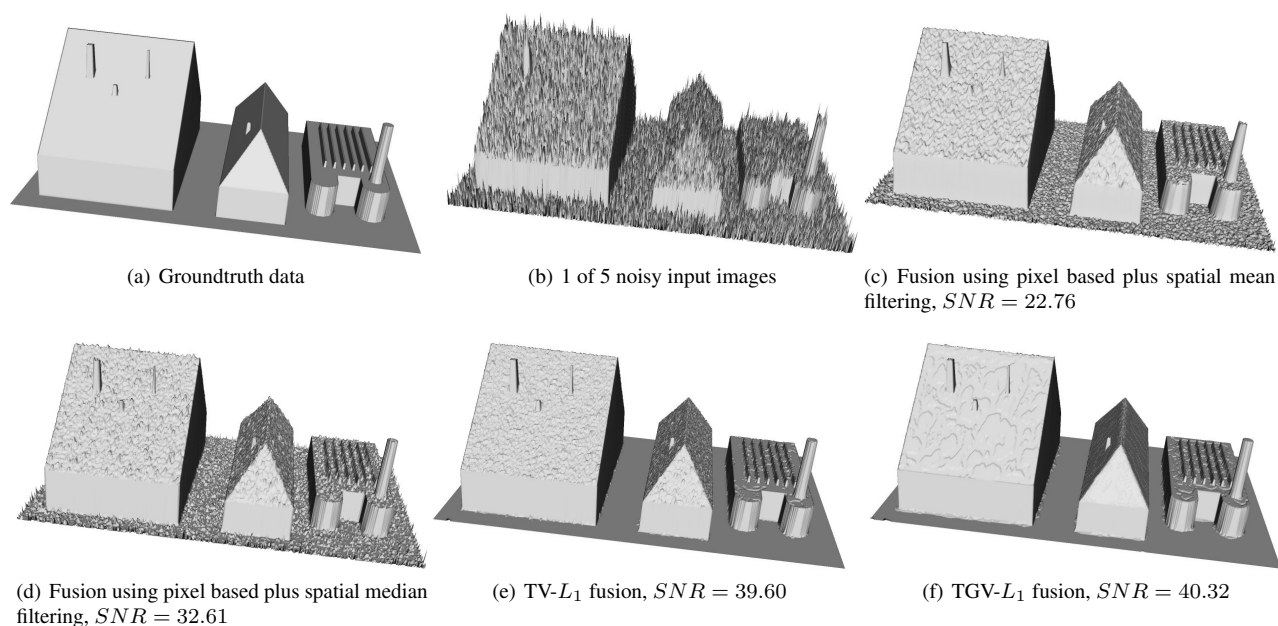 (a) Groundtruth data
(b) 1 of 5 noisy input images
(c) Fusion using pixel based plus spatial mean
filtering, SNR = 22.76
(d) Fusion using pixel based plus spatial median
filtering, SNR = 32.61
(e) TV-L₁ fusion, SNR = 39.60
(f) TGV-L₁ fusion, SNR = 40.32